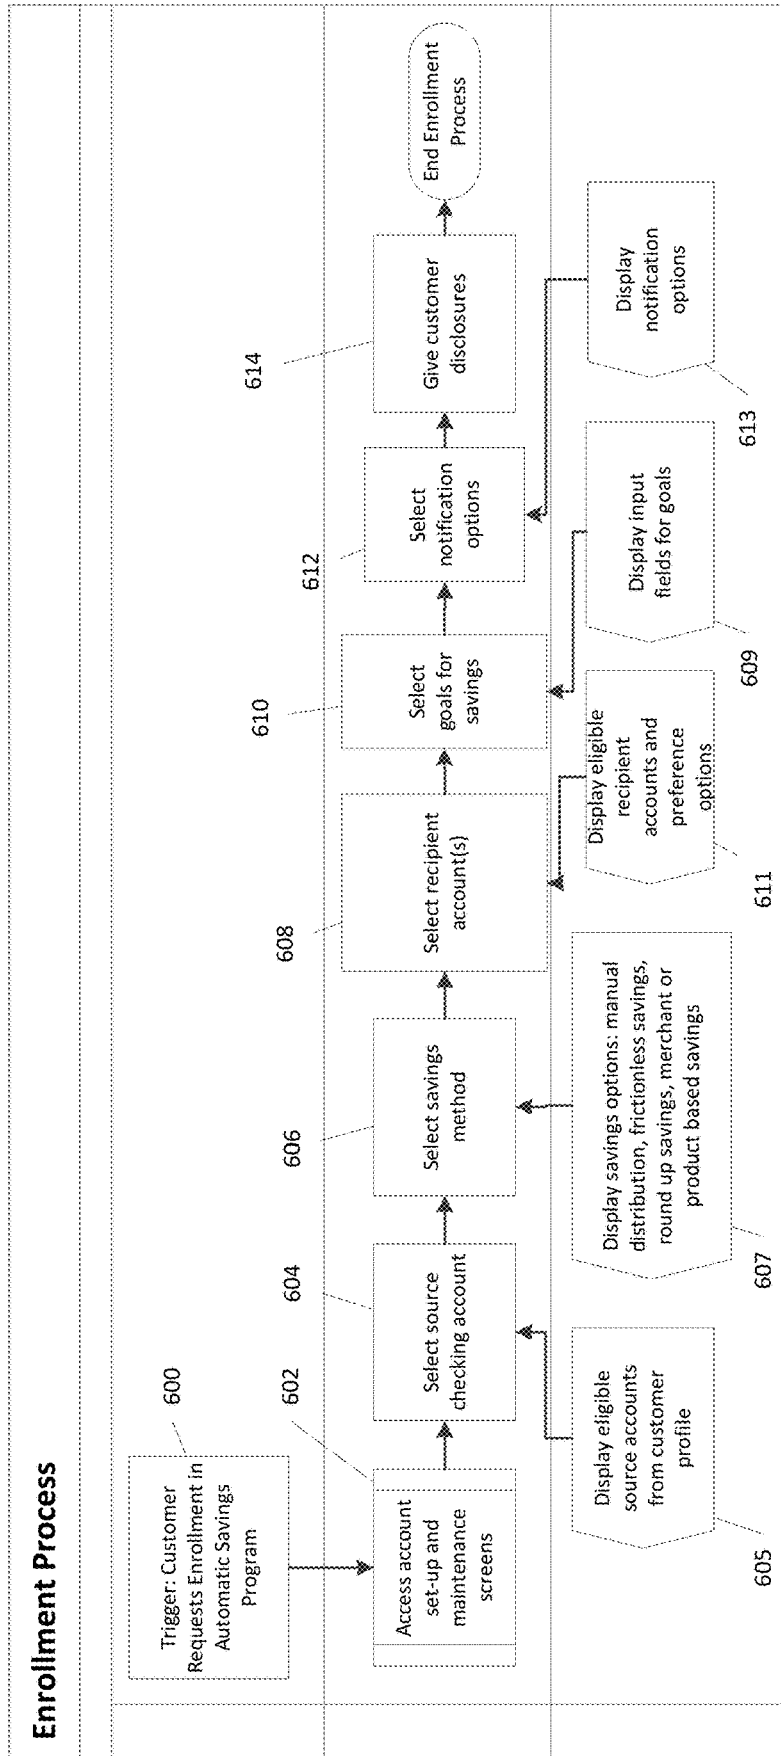 Enrollment Process
600
Trigger: Customer
Requests Enrollment in
Automatic Savings
Program
602
Access account
set-up and
maintenance
screens
604
Select source
checking account
606
Select savings
method
608
Select recipient
account(s)
610
Select
goals for
savings
612
Select
notification
options
614
Give customer
disclosures
End Enrollment
Process
Display eligible
source accounts
from customer
profile
605
Display savings options: manual
distribution, frictionless savings,
round up savings, merchant or
product based savings
607
Display eligible
recipient
accounts and
preference
options
611
Display input
fields for goals
609
Display
notification
options
613